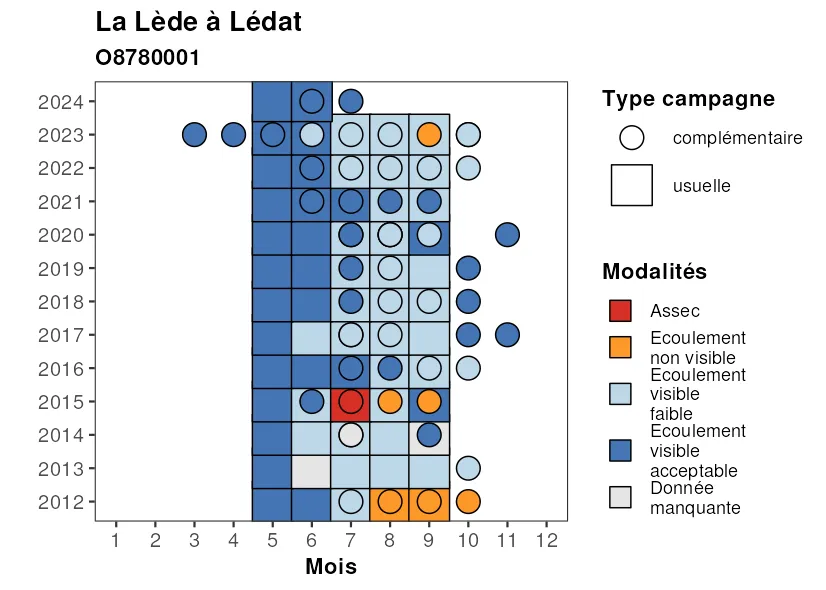 La Lède à Lédat
O8780001
2024
2023
2022
2021
2020
2019
2018
2017
2016
2015
2014
2013
2012
1 2 3 4 5 6 7 8 9 10 11 12
Mois
Type campagne
complémentaire
usuelle
Modalités
Assec
Ecoulement
non visible
Ecoulement
visible
faible
Ecoulement
visible
acceptable
Donnée
manquante